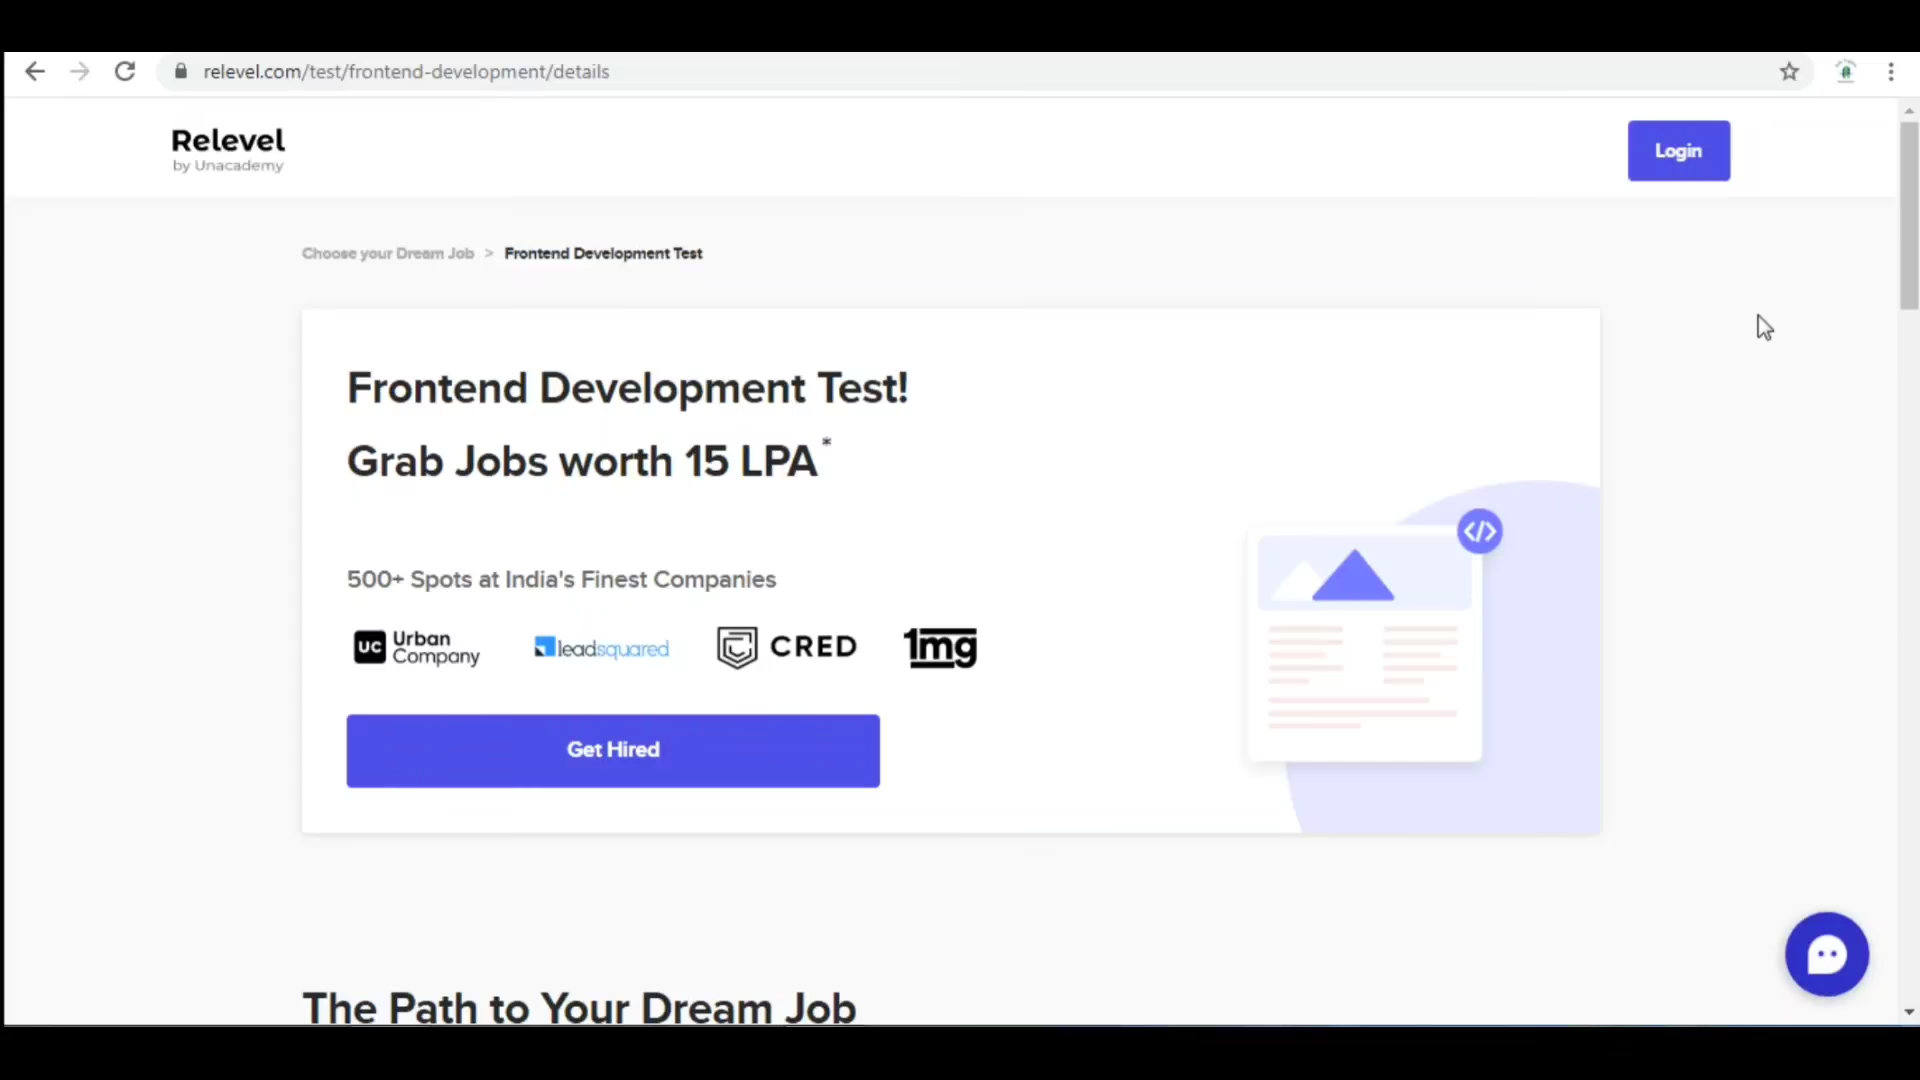 relevel.com/test/frontend-development/details
Relevel
by Unacademy
Login
Choose your Dream Job > Frontend Development Test
Frontend Development Test!
Grab Jobs worth 15 LPA*
500+ Spots at India's Finest Companies
UC Urban Company
leadsquared
CRED
1mg
Get Hired
The Path to Your Dream Job